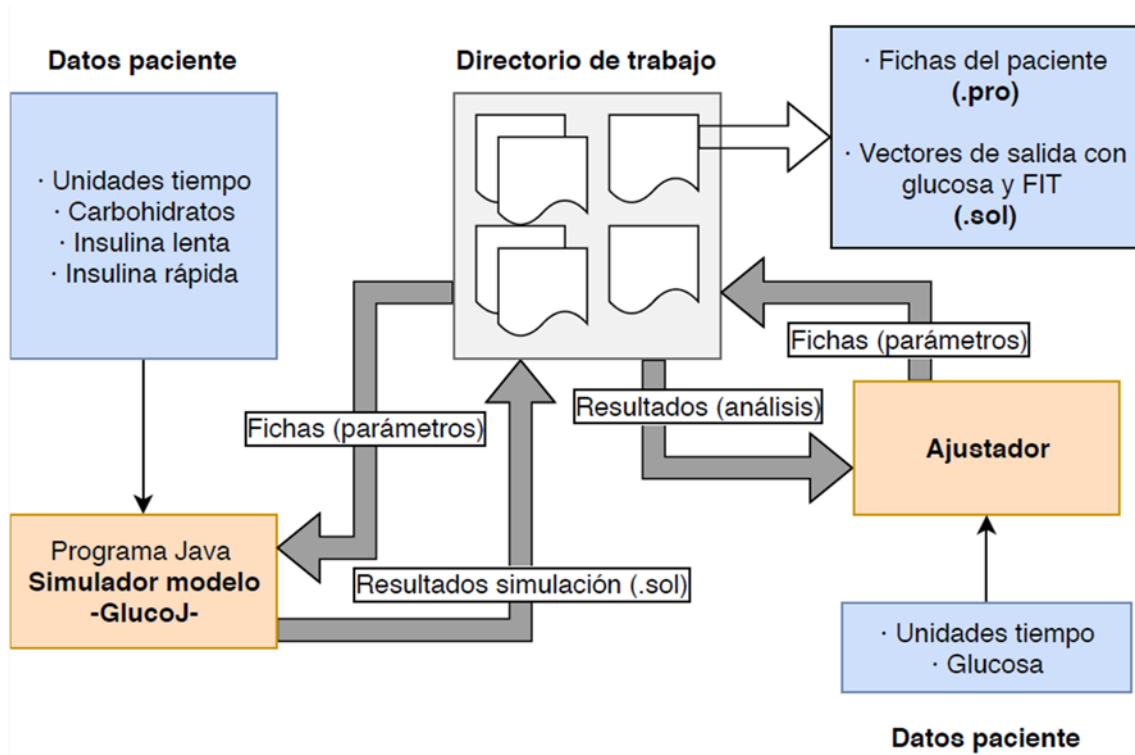 Datos paciente
· Unidades tiempo
· Carbohidratos
· Insulina lenta
· Insulina rápida
Directorio de trabajo
· Fichas del paciente
(.pro)
· Vectores de salida con
glucosa y FIT
(.sol)
Fichas (parámetros)
Resultados (análisis)
Fichas (parámetros)
Ajustador
Programa Java
Simulador modelo
-GlucoJ-
Resultados simulación (.sol)
· Unidades tiempo
· Glucosa
Datos paciente